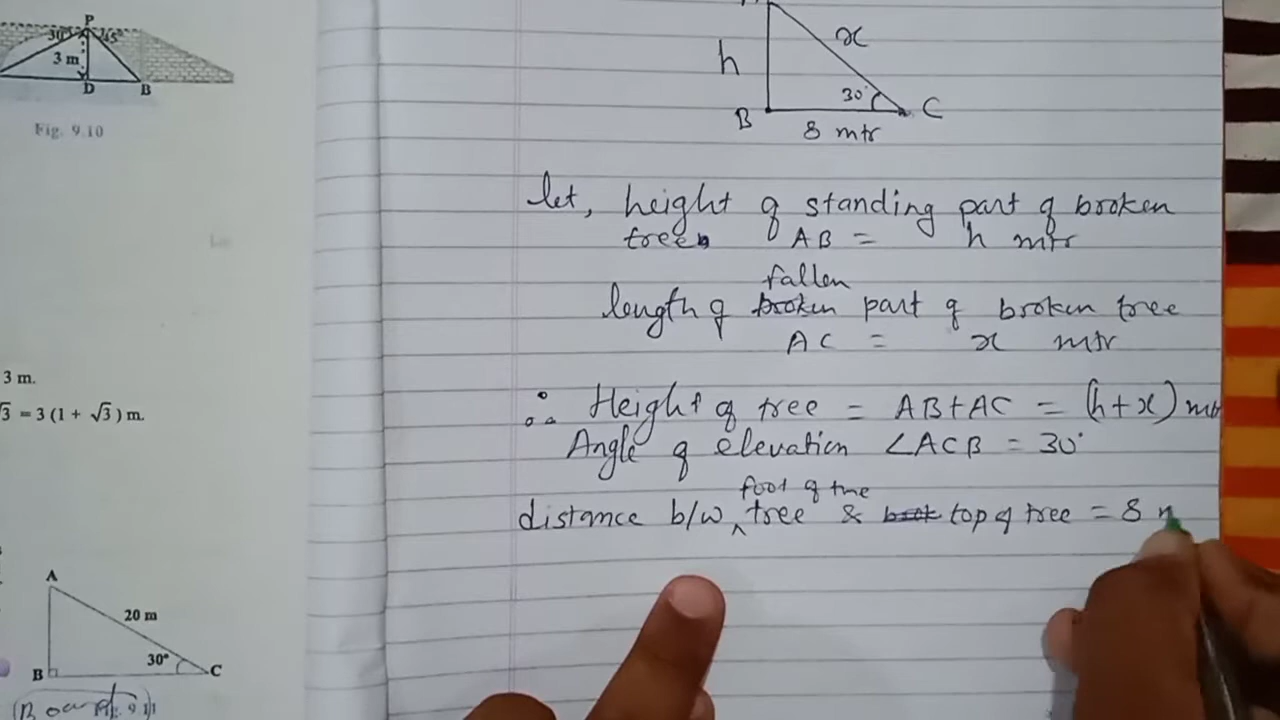 P
30° 45°
3 m
D B
Fig. 9.10
3 m.
√3 = 3 (1 + √3) m.
A
20 m
30°
B C
(Board)
x
h
30°
B C
8 mtr
let, height of standing part of broken
tree AB = h mtr
fallen
length of broken part of broken tree
AC = x mtr
∴ Height of tree = AB+AC = (h+x) mtr
Angle of elevation ∠ACB = 30°
foot of the
distance b/w ^ tree & top of tree = 8 m